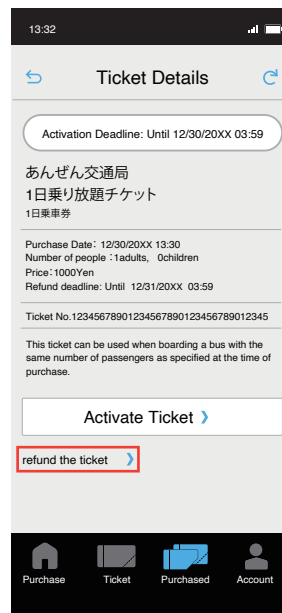 13:32
Ticket Details
Activation Deadline: Until 12/30/20XX 03:59
あんぜん交通局
1日乗り放題チケット
1日乗車券
Purchase Date: 12/30/20XX 13:30
Number of people :1adults, 0children
Price:1000Yen
Refund deadline: Until 12/31/20XX 03:59
Ticket No.12345678901234567890123456789012345
This ticket can be used when boarding a bus with the
same number of passengers as specified at the time of
purchase.
Activate Ticket 》
refund the ticket 》
Purchase Ticket Purchased Account